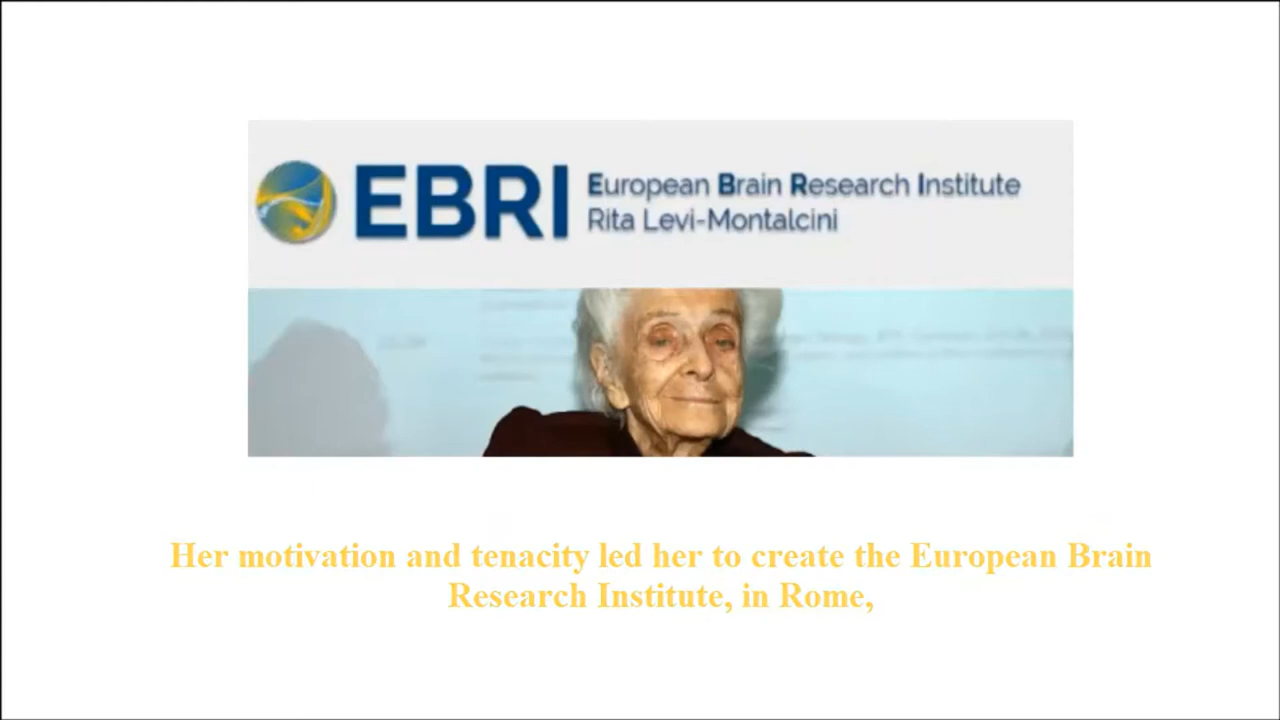 EBRI
European Brain Research Institute
Rita Levi-Montalcini
Her motivation and tenacity led her to create the European Brain
Research Institute, in Rome,